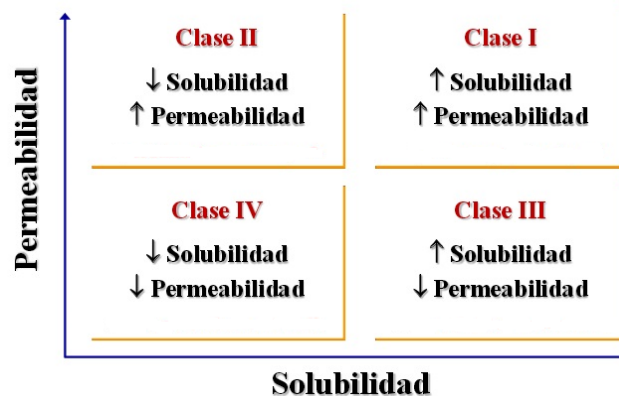 Permeabilidad
Clase II
↓ Solubilidad
↑ Permeabilidad
Clase I
↑ Solubilidad
↑ Permeabilidad
Clase IV
↓ Solubilidad
↓ Permeabilidad
Clase III
↑ Solubilidad
↓ Permeabilidad
Solubilidad